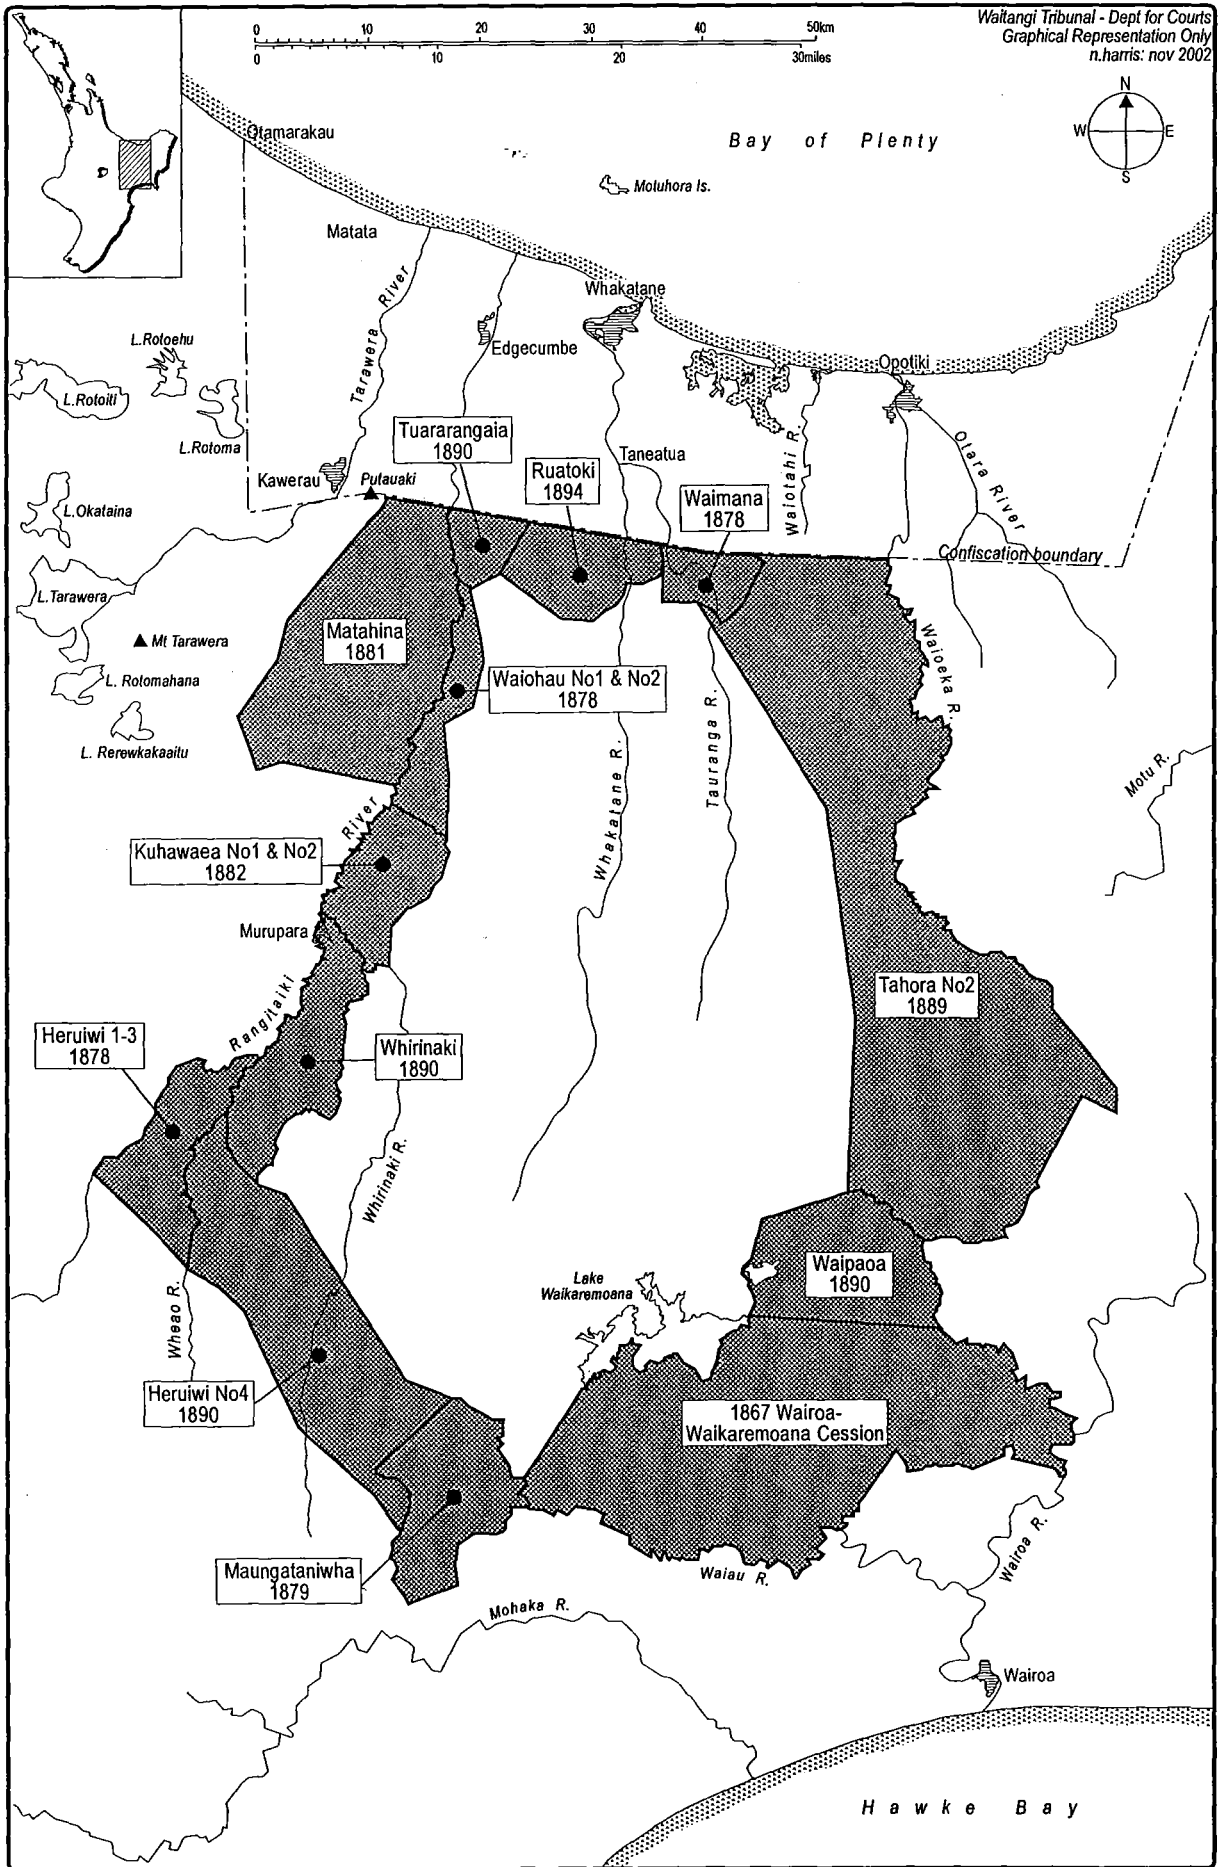 Waitangi Tribunal - Dept for Courts
Graphical Representation Only
n.harris: nov 2002
0 10 20 30 40 50km
0 10 20 30miles
N
W E
S
Bay of Plenty
Otamarakau
Motuhora Is.
Matata
Tarawera River
Whakatane
Edgecumbe
L.Rotoehu
L.Rotoiti
L.Rotoma
Opotiki
Tuararangaia
1890
Ruatoki
1894
Taneatua
Waimana
1878
Waiotahi R.
Otara River
Kawerau
Putauaki
L.Okataina
Confiscation boundary
L.Tarawera
Mt Tarawera
Matahina
1881
Waioeka R.
L. Rotomahana
Waiohau No1 & No2
1878
L. Rerewkakaaitu
Whakatane R.
Tauranga R.
Motu R.
River
Kuhawaea No1 & No2
1882
Murupara
Rangitaiki
Tahora No2
1889
Heruiwi 1-3
1878
Whirinaki
1890
Whirinaki R.
Waipaoa
1890
Lake
Waikaremoana
Wheao R.
Heruiwi No4
1890
1867 Wairoa-
Waikaremoana Cession
Maungataniwha
1879
Waiau R.
Wairoa R.
Mohaka R.
Wairoa
Hawke Bay